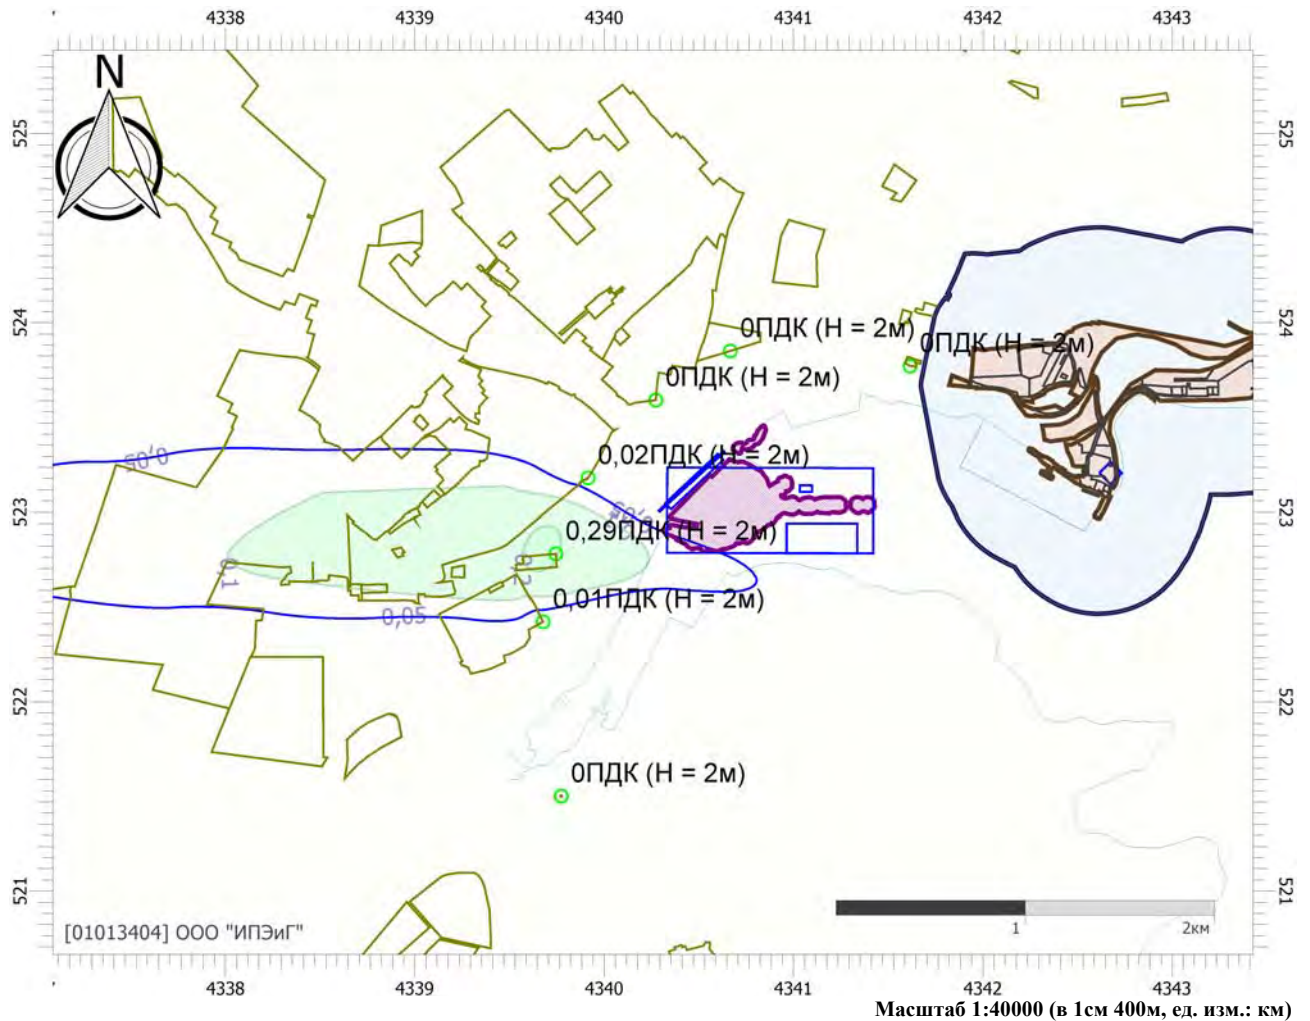 4338 4339 4340 4341 4342 4343
N
525 525
524 524
0ПДК (Н = 2м)
0ПДК (Н = 2м)
0ПДК (Н = 2м)
0,05
0,02ПДК (Н = 2м)
523 523
0,29ПДК (Н = 2м)
0,1 0,2
0,05
0,01ПДК (Н = 2м)
522 522
0ПДК (Н = 2м)
521 521
[01013404] ООО "ИПЭиГ"
1 2км
4338 4339 4340 4341 4342 4343
Масштаб 1:40000 (в 1см 400м, ед. изм.: км)